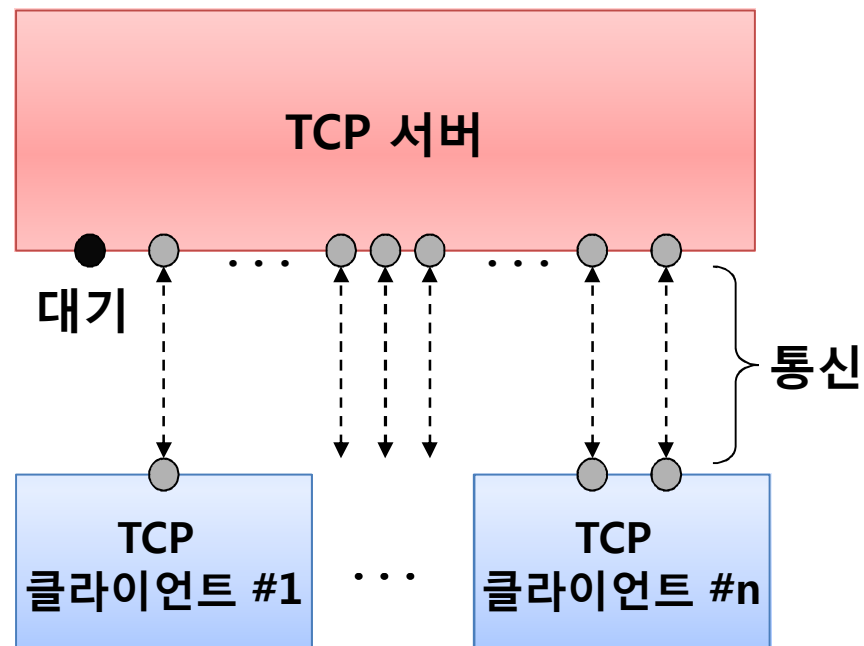 TCP 서버
. . .
. . .
대기
통신
TCP
클라이언트 #1
. . .
TCP
클라이언트 #n